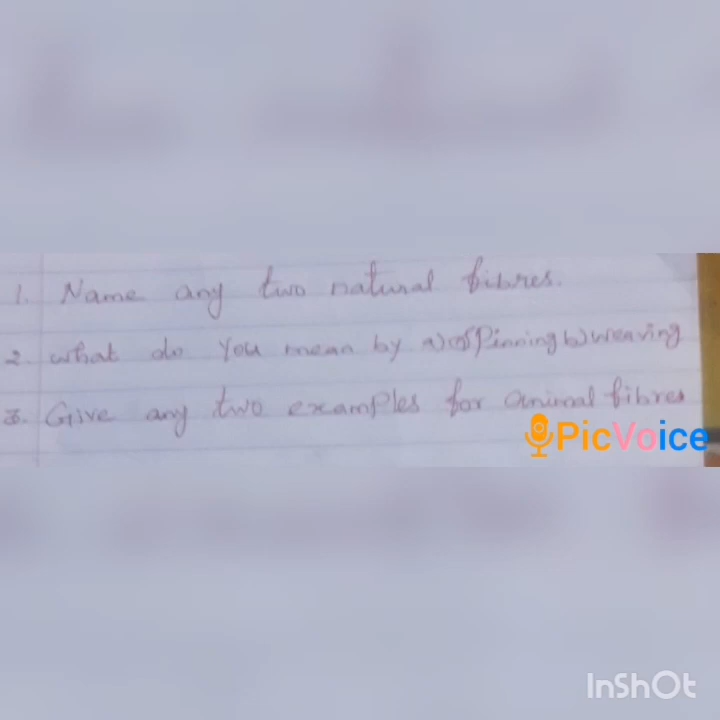 1. Name any two natural fibres.
2. what do you mean by a) spinning b) weaving
3. Give any two examples for animal fibres
PicVoice
InShOt